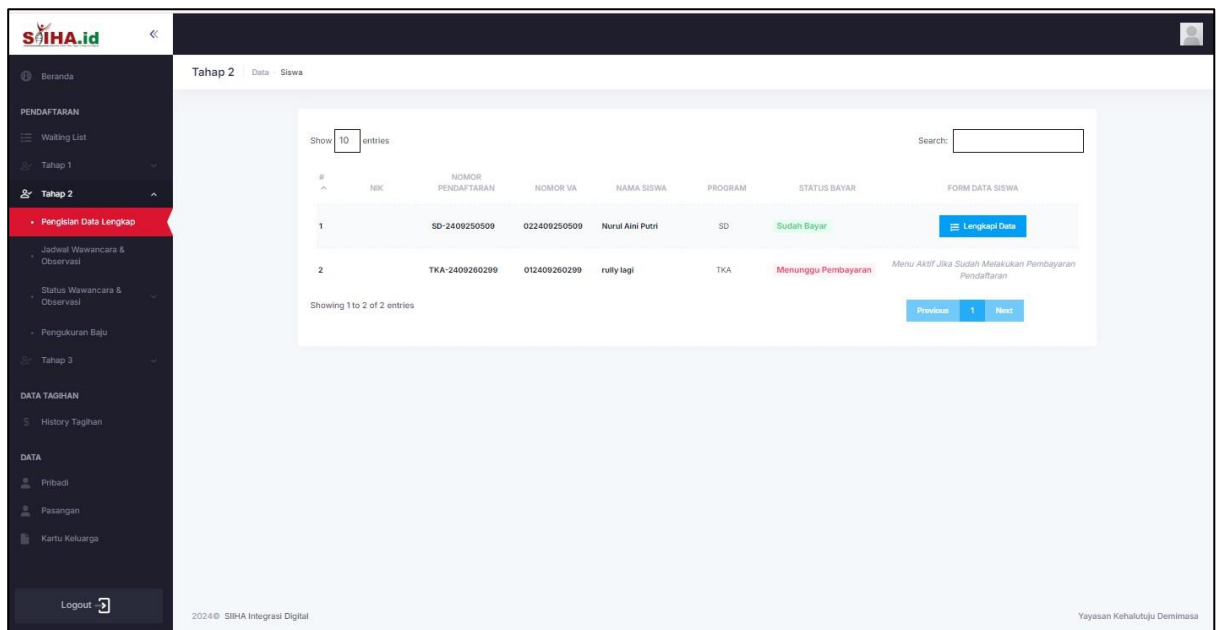 SIIHA.id
Beranda
PENDAFTARAN
Waiting List
Tahap 1
Tahap 2
Pengisian Data Lengkap
Jadwal Wawancara &
Observasi
Status Wawancara &
Observasi
Pengukuran Baju
Tahap 3
DATA TAGIHAN
History Tagihan
DATA
Pribadi
Pasangan
Kartu Keluarga
Logout
Tahap 2 Data - Siswa
Show 10 entries Search:
# NIK NOMOR PENDAFTARAN NOMOR VA NAMA SISWA PROGRAM STATUS BAYAR FORM DATA SISWA
1 SD-2409250509 022409250509 Nurul Aini Putri SD Sudah Bayar Lengkapi Data
2 TKA-2409260299 012409260299 rully lagi TKA Menunggu Pembayaran Menu Aktif Jika Sudah Melakukan Pembayaran
Pendaftaran
Showing 1 to 2 of 2 entries Previous 1 Next
2024© SIIHA Integrasi Digital Yayasan Kehalutuju Demimasa